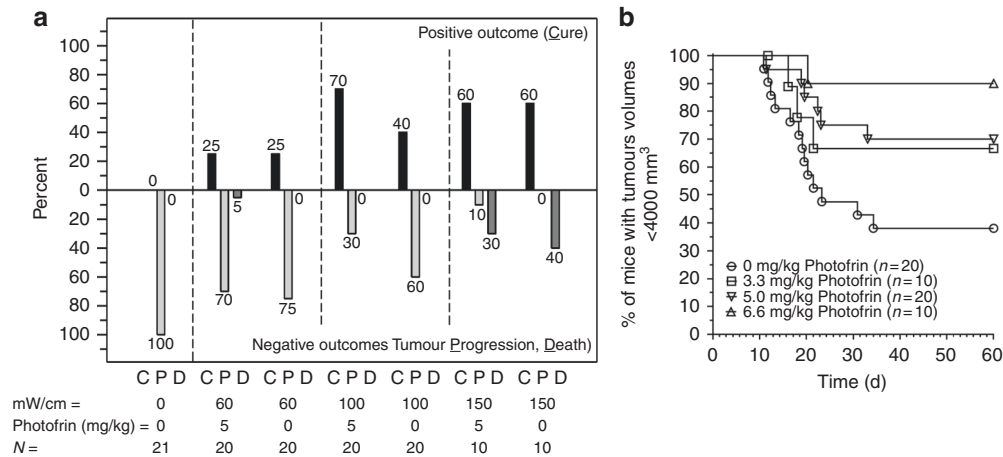 a
Positive outcome (Cure)
100
80
60
40
20
0
20
40
60
80
100
Percent
0 0 100
25 70 5
25 75 0
70 30 0
40 60 0
60 10 30
60 0 40
Negative outcomes Tumour Progression, Death)
C P D C P D C P D C P D C P D C P D C P D
mW/cm = 0 60 60 100 100 150 150
Photofrin (mg/kg) = 0 5 0 5 0 5 0
N = 21 20 20 20 20 10 10
b
% of mice with tumours volumes
<4000 mm³
100
90
80
70
60
50
40
30
20
10
0
0 mg/kg Photofrin (n=20)
3.3 mg/kg Photofrin (n=10)
5.0 mg/kg Photofrin (n=20)
6.6 mg/kg Photofrin (n=10)
0 10 20 30 40 50 60
Time (d)